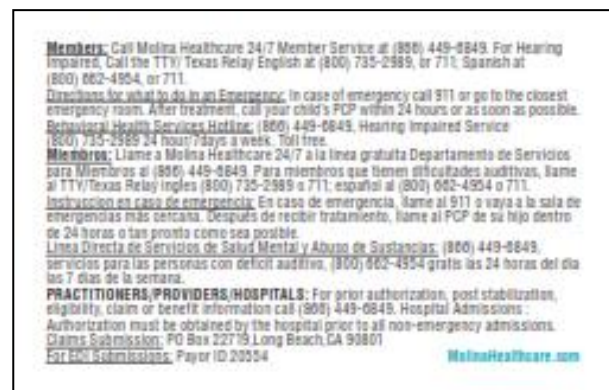 Members: Call Molina Healthcare 24/7 Member Service at (866) 449-6849. For Hearing
Impaired, Call the TTY/ Texas Relay English at (800) 735-2989, or 711; Spanish at
(800) 662-4954, or 711.
Directions for what to do in an Emergency: In case of emergency call 911 or go to the closest
emergency room. After treatment, call your child's PCP within 24 hours or as soon as possible.
Behavioral Health Services Hotline: (866) 449-6849, Hearing Impaired Service
(800) 735-2989 24 hour/7days a week. Toll free.
Miembros: Llame a Molina Healthcare 24/7 a la linea gratuita Departamento de Servicios
para Miembros al (866) 449-6849. Para miembros que tienen dificultades auditivas, llame
al TTY/Texas Relay ingles (800) 735-2989 o 711; español al (800) 662-4954 o 711.
Instruccion en caso de emergencia: En caso de emergencia, llame al 911 o vaya a la sala de
emergencias más cercana. Después de recibir tratamiento, llame al PCP de su hijo dentro
de 24 horas o tan pronto como sea posible.
Linea Directa de Servicios de Salud Mental y Abuso de Sustancias: (866) 449-6849,
servicios para las personas con deficit auditivo, (800) 662-4954 gratis las 24 horas del dia
las 7 dias de la semana.
PRACTITIONERS/PROVIDERS/HOSPITALS: For prior authorization, post stabilization,
eligibility, claim or benefit information call (866) 449-6849. Hospital Admissions :
Authorization must be obtained by the hospital prior to all non-emergency admissions.
Claims Submission: PO Box 22719,Long Beach,CA 90801
For EDI Submissions: Payor ID 20554
MolinaHealthcare.com